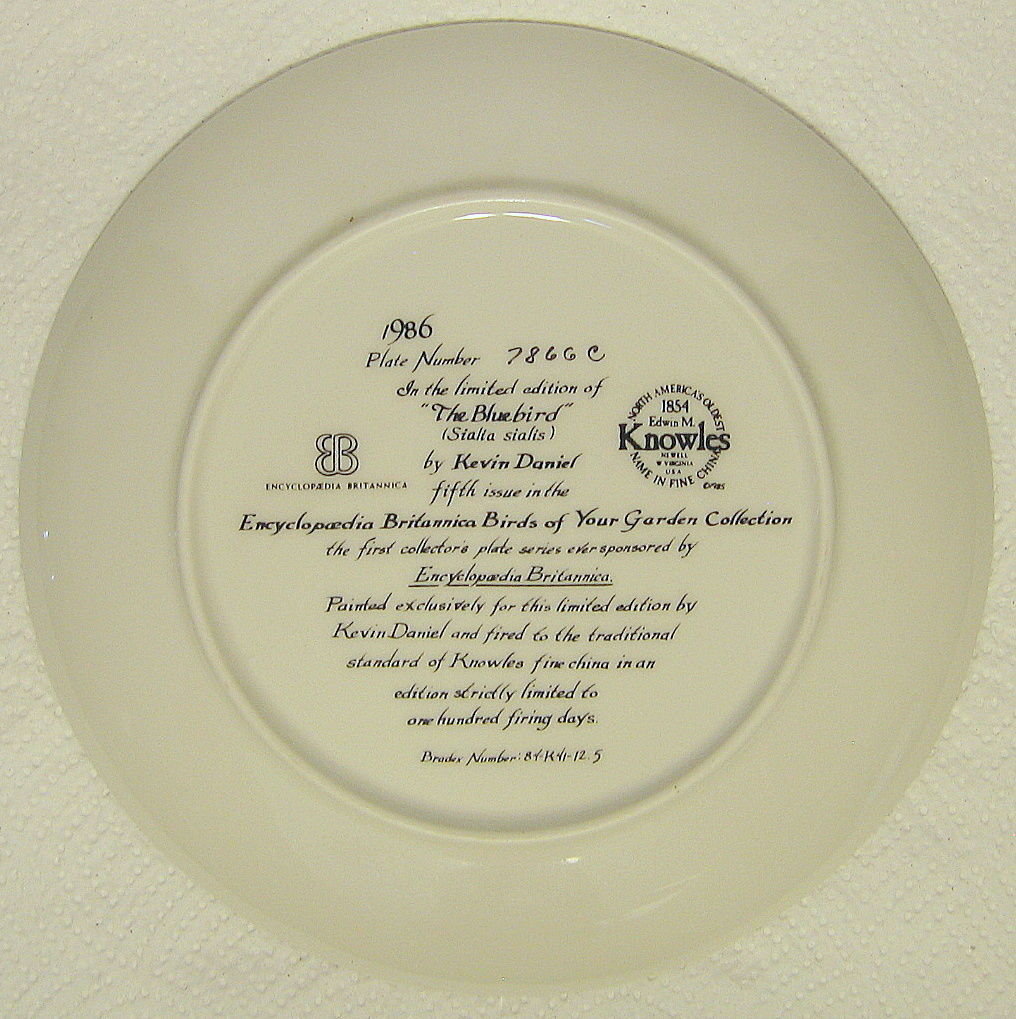 1986
Plate Number 7866 C
In the limited edition of
"The Bluebird"
(Sialia sialis)
by Kevin Daniel
fifth issue in the
Encyclopædia Britannica Birds of Your Garden Collection
the first collector's plate series ever sponsored by
Encyclopædia Britannica.
Painted exclusively for this limited edition by
Kevin Daniel and fired to the traditional
standard of Knowles fine china in an
edition strictly limited to
one hundred firing days.
Bradex Number: 84-K41-12.5
EB
ENCYCLOPÆDIA BRITANNICA
NORTH AMERICA'S OLDEST
1854
Edwin M.
Knowles
NEWELL
W VIRGINIA
USA
NAME IN FINE CHINA